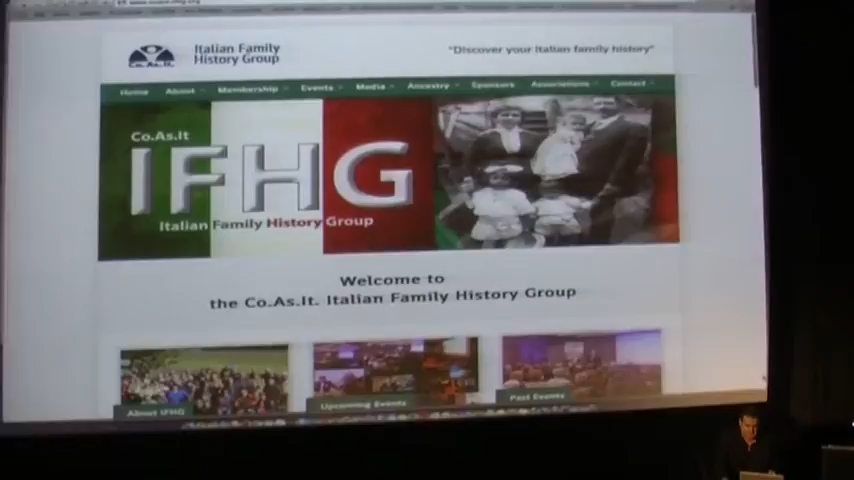 Co.As.It.
Italian Family
History Group
"Discover your Italian family history"
Home About Membership Events Media Ancestry Sponsors Associations Contact
Co.As.It
IFHG
Italian Family History Group
Welcome to
the Co.As.It. Italian Family History Group
About IFHG
Upcoming Events
Past Events